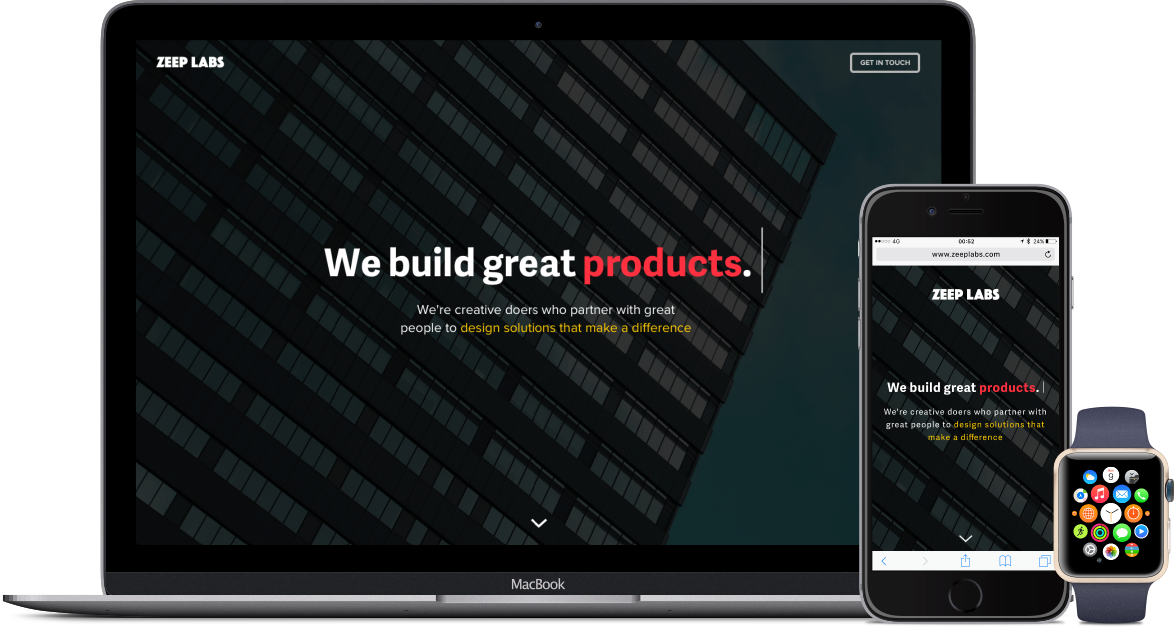 ZEEP LABS
GET IN TOUCH
We build great products.
We're creative doers who partner with great
people to design solutions that make a difference
MacBook
4G
00:52
24%
www.zeeplabs.com
ZEEP LABS
We build great products.
We're creative doers who partner with
great people to design solutions that
make a difference
9